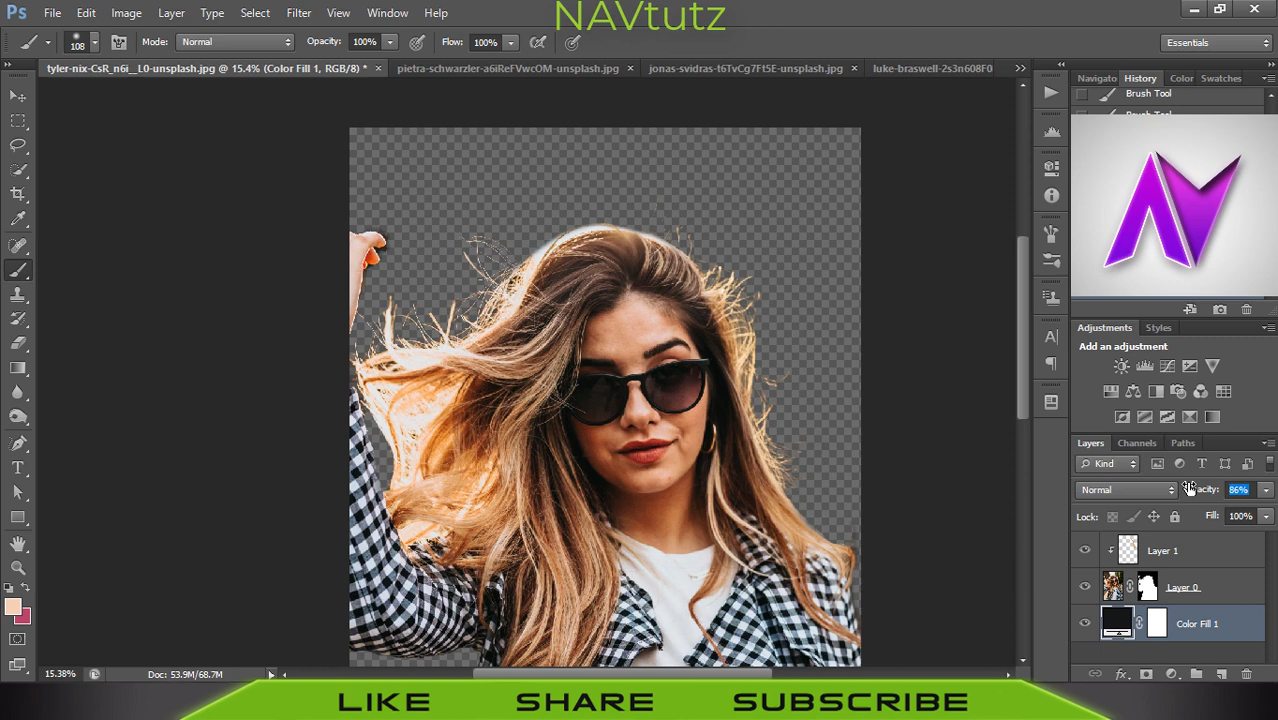 NAVtutz
Ps File Edit Image Layer Type Select Filter View Window Help
108 Mode: Normal Opacity: 100% Flow: 100% Essentials
tyler-nix-CsR_n6i__L0-unsplash.jpg @ 15.4% (Color Fill 1, RGB/8) * × pietra-schwarzler-a6iReFVwcOM-unsplash.jpg × jonas-svidras-t6TvCg7Ft5E-unsplash.jpg × luke-braswell-2s3n608F0
Navigato History Color Swatches
Brush Tool
Adjustments Styles
Add an adjustment
Layers Channels Paths
Kind
Normal acity: 86%
Lock: Fill: 100%
Layer 1
Layer 0
Color Fill 1
15.38% Doc: 53.9M/68.7M
LIKE SHARE SUBSCRIBE